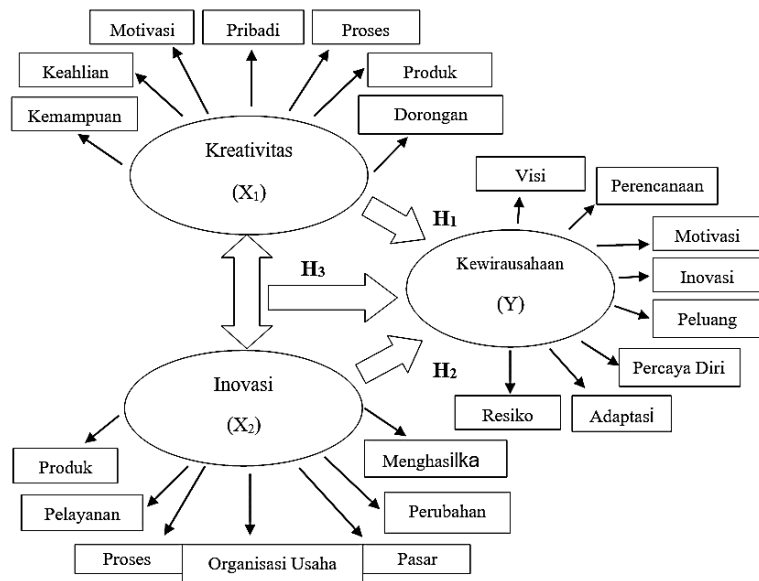 Motivasi
Pribadi
Proses
Keahlian
Produk
Kemampuan
Dorongan
Kreativitas
(X₁)
Visi
Perencanaan
H₁
Motivasi
H₃
Kewirausahaan
Inovasi
(Y)
Peluang
Inovasi
H₂
Percaya Diri
(X₂)
Resiko
Adaptasi
Produk
Menghasilka
Pelayanan
Perubahan
Proses
Organisasi Usaha
Pasar